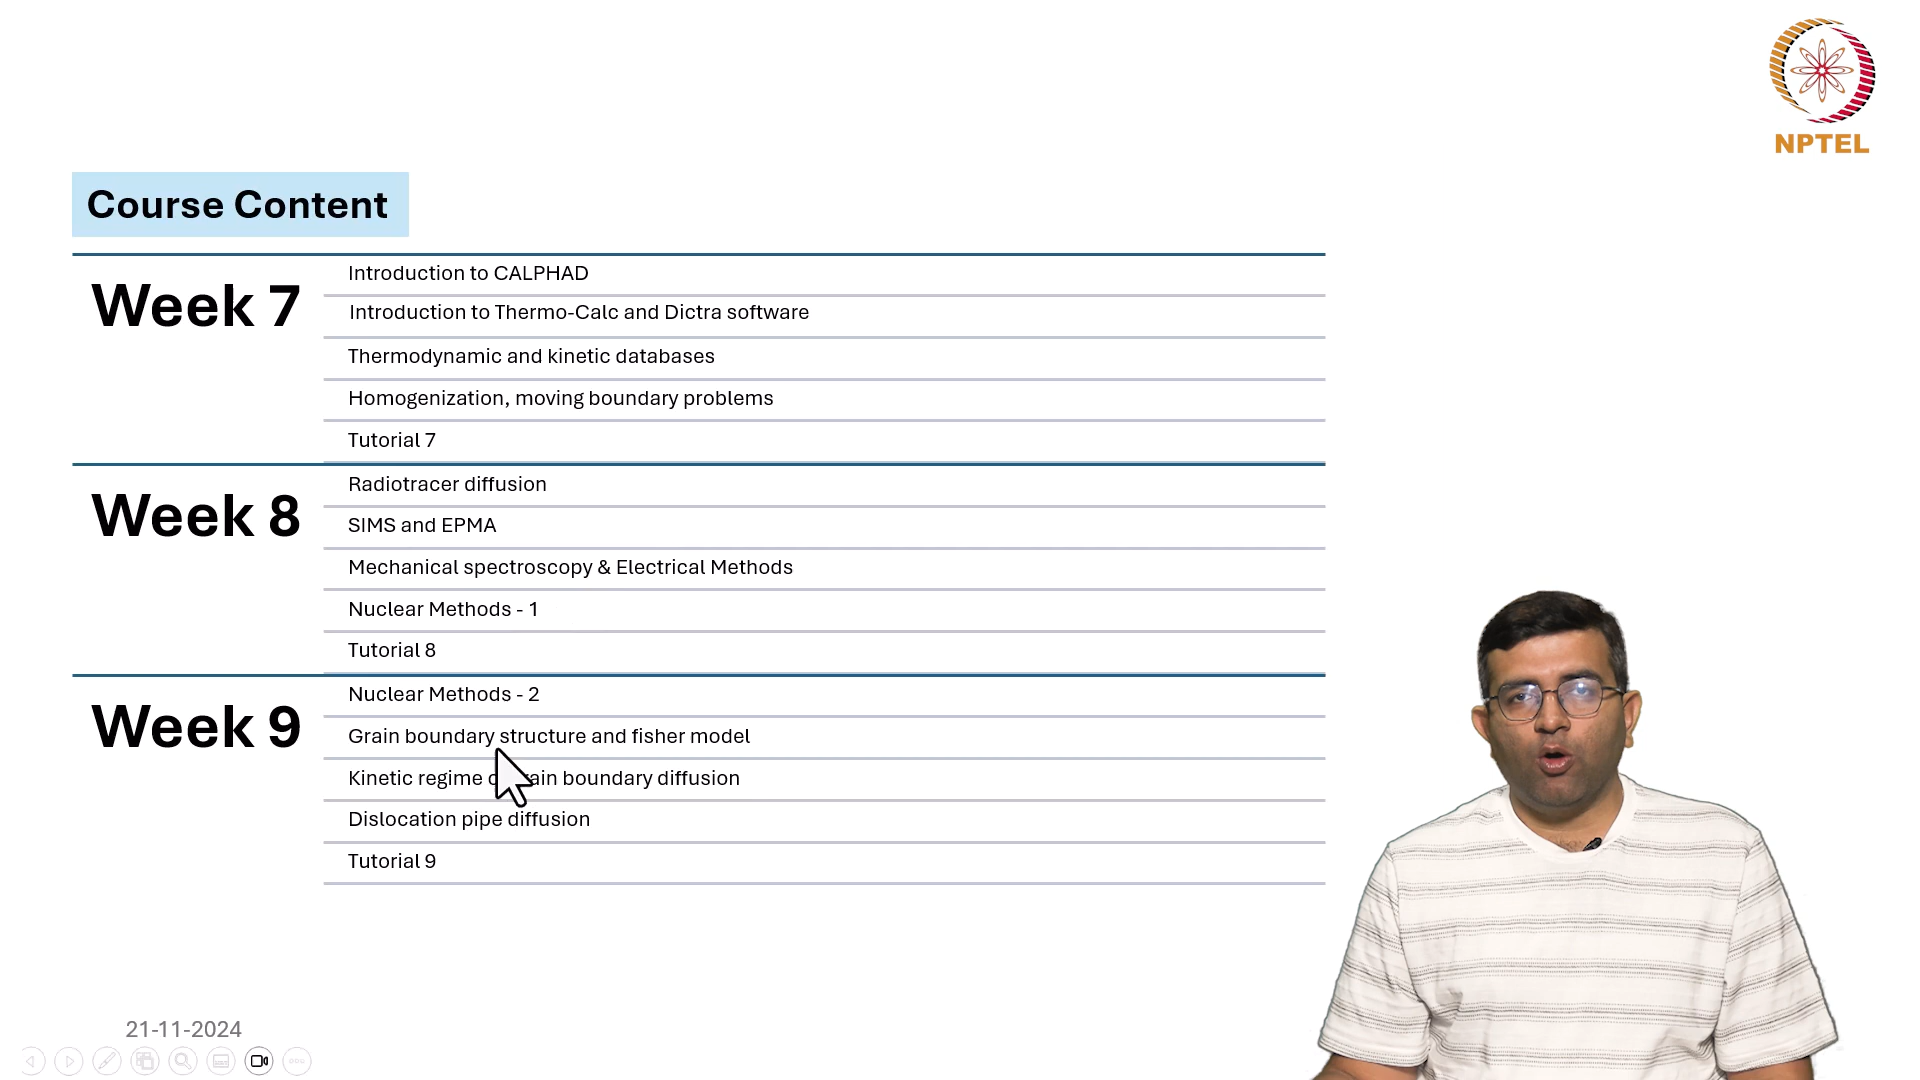 NPTEL
Course Content
Week 7
Introduction to CALPHAD
Introduction to Thermo-Calc and Dictra software
Thermodynamic and kinetic databases
Homogenization, moving boundary problems
Tutorial 7
Week 8
Radiotracer diffusion
SIMS and EPMA
Mechanical spectroscopy & Electrical Methods
Nuclear Methods - 1
Tutorial 8
Week 9
Nuclear Methods - 2
Grain boundary structure and fisher model
Kinetic regime boundary diffusion
Dislocation pipe diffusion
Tutorial 9
21-11-2024